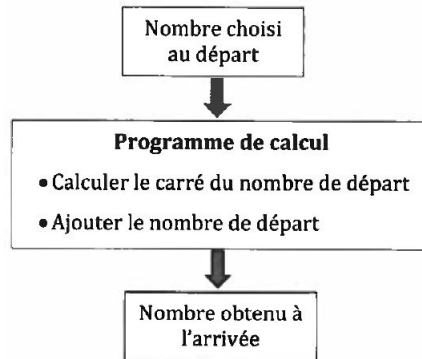 Nombre choisi
au départ
Programme de calcul
• Calculer le carré du nombre de départ
• Ajouter le nombre de départ
Nombre obtenu à
l'arrivée